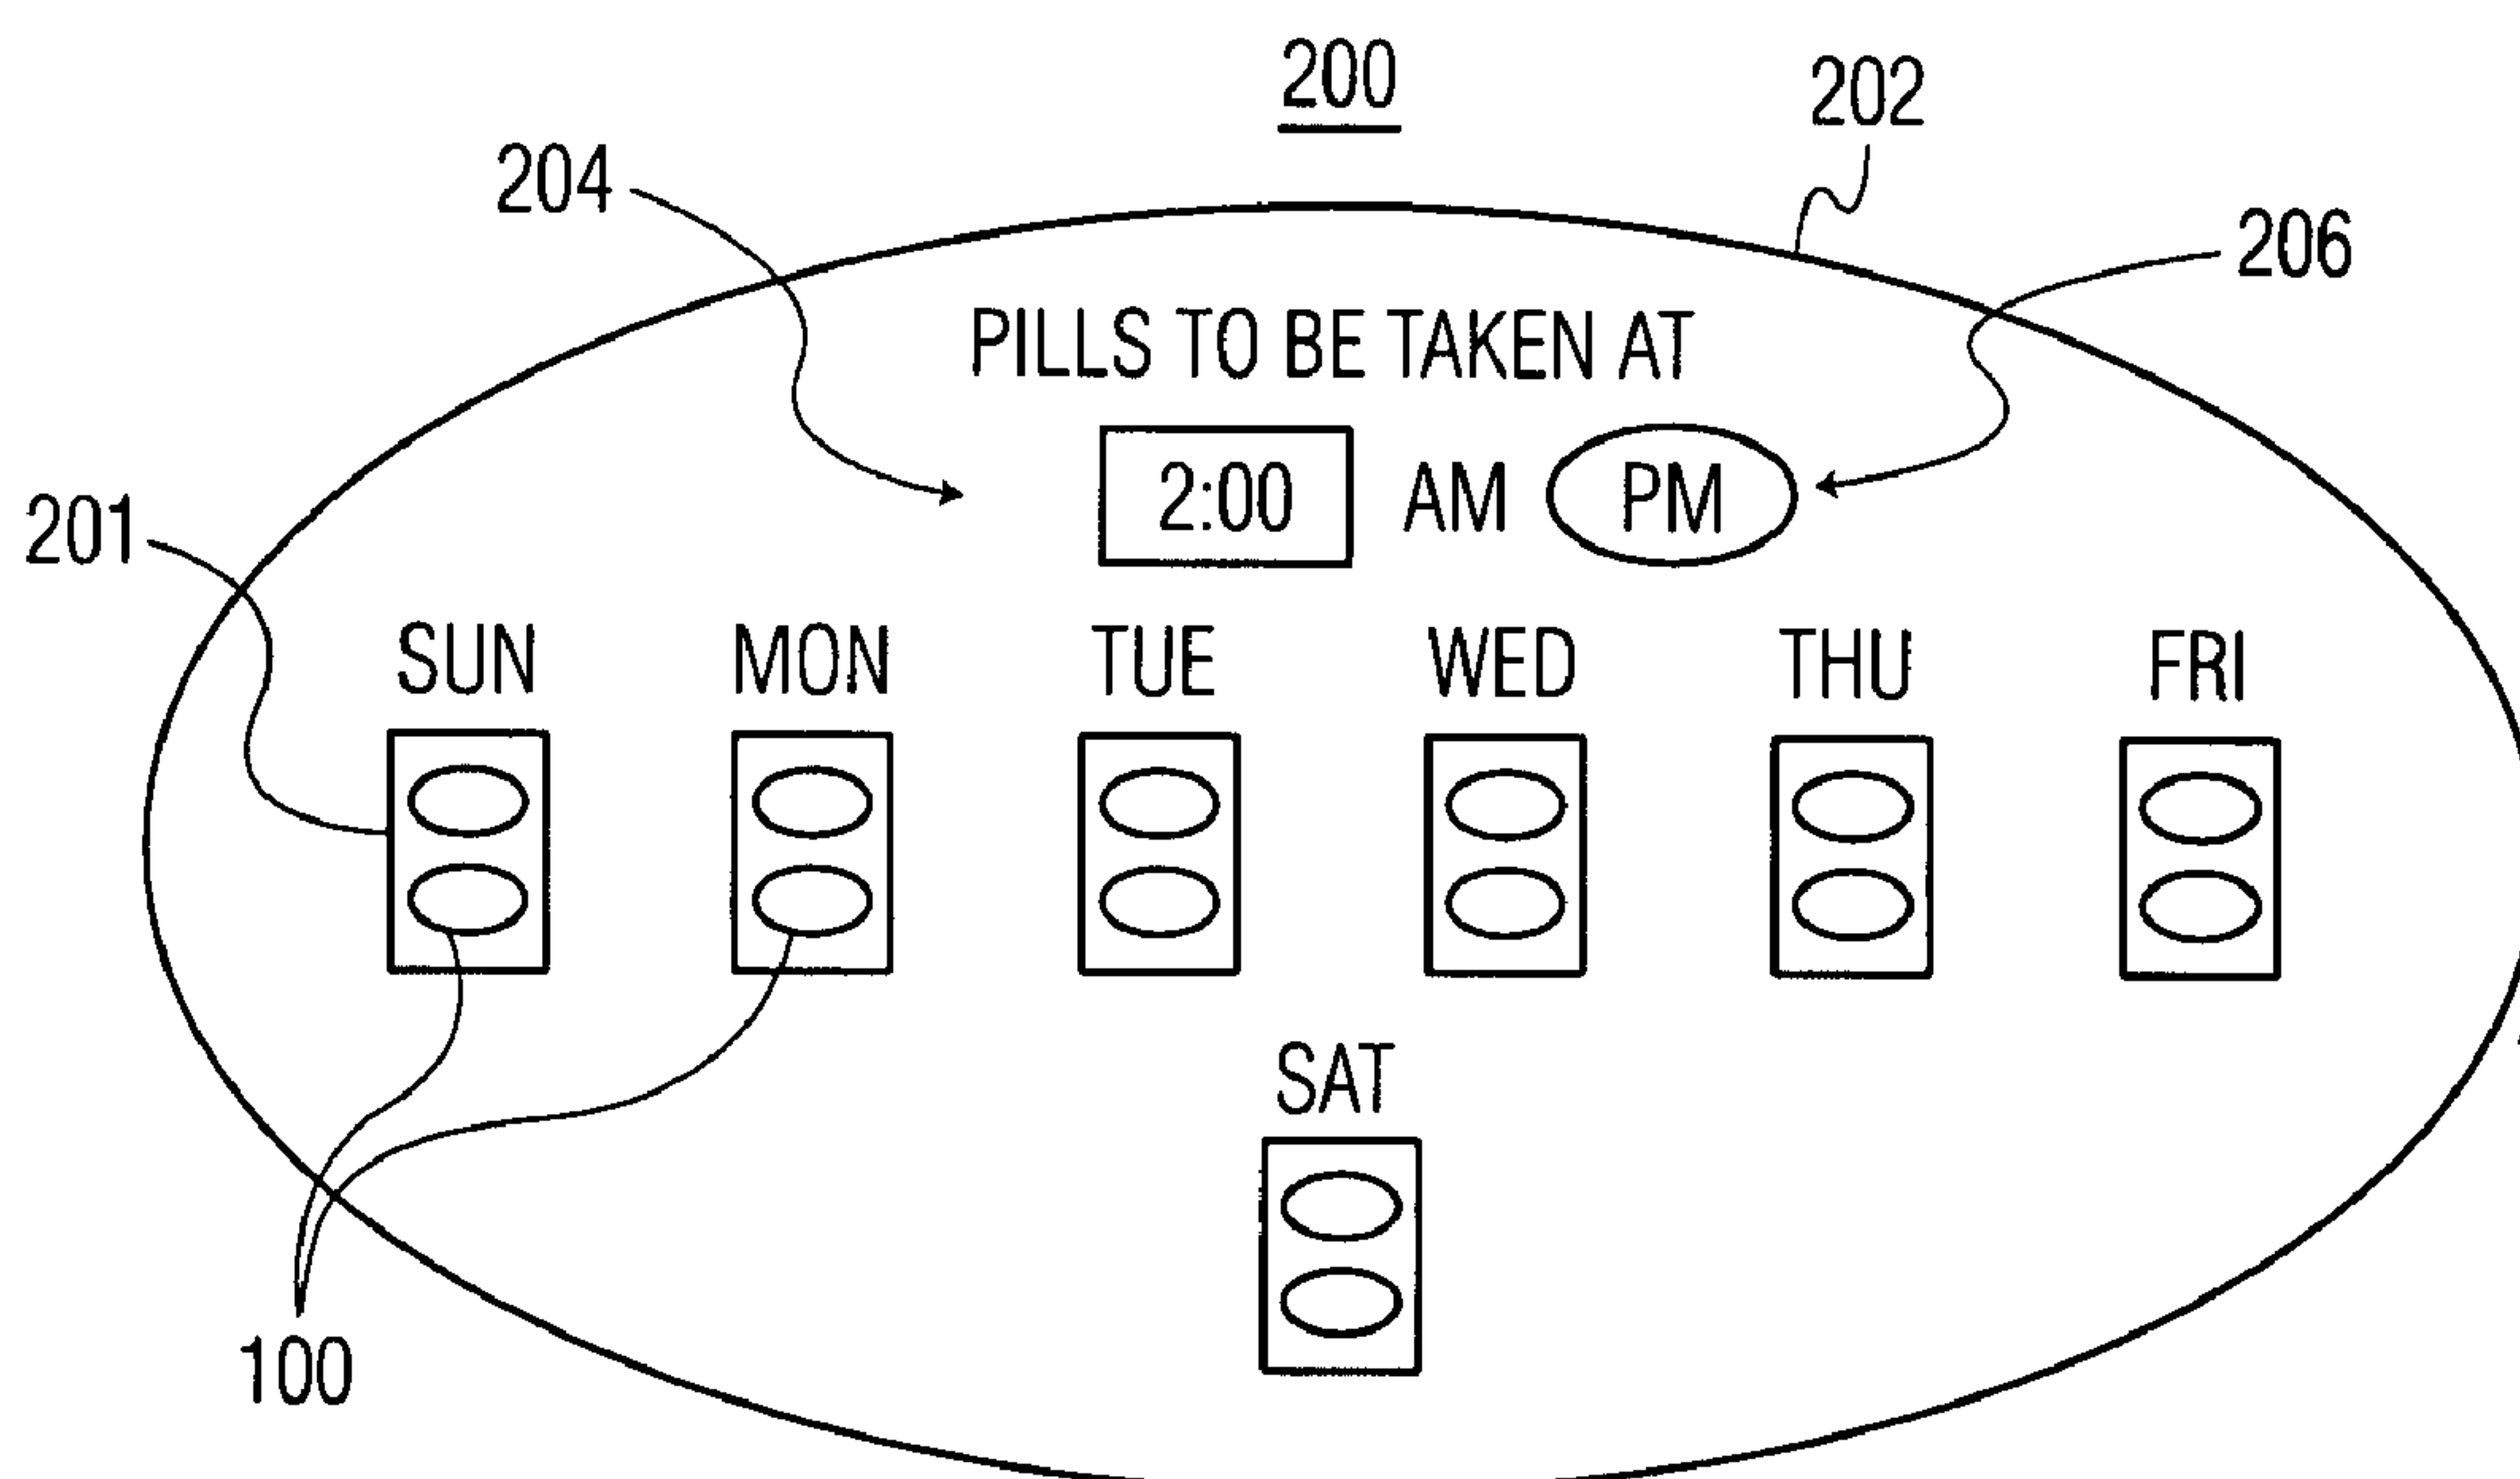 200
202
204
206
PILLS TO BE TAKEN AT
2:00 AM PM
201
SUN MON TUE WED THU FRI
SAT
100